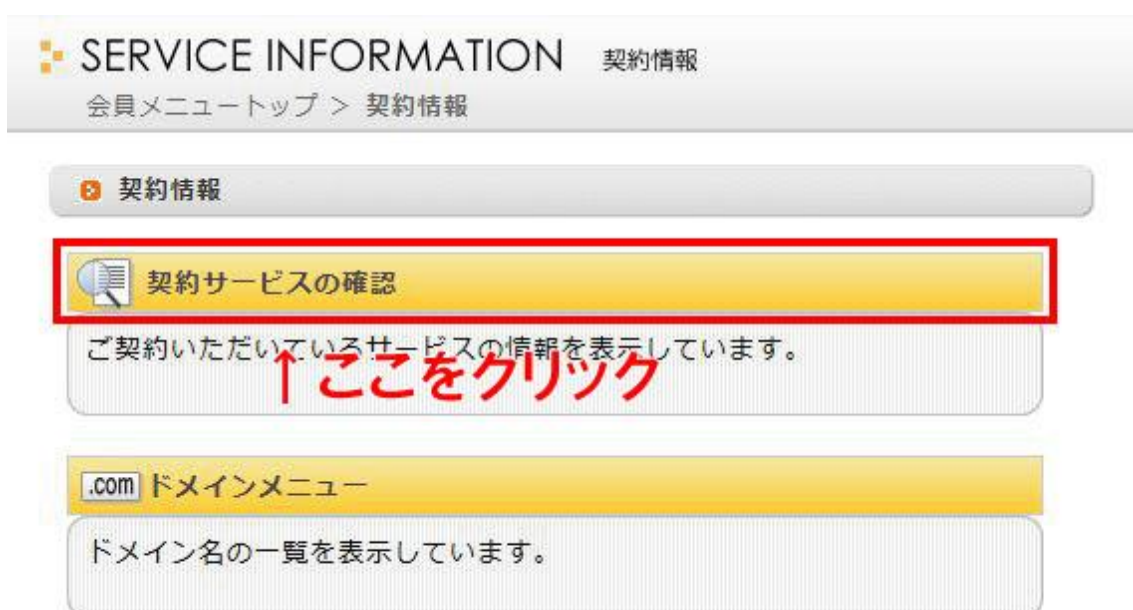 SERVICE INFORMATION 契約情報
会員メニュートップ > 契約情報
契約情報
契約サービスの確認
ご契約いただいているサービスの情報を表示しています。
↑ここをクリック
.com ドメインメニュー
ドメイン名の一覧を表示しています。